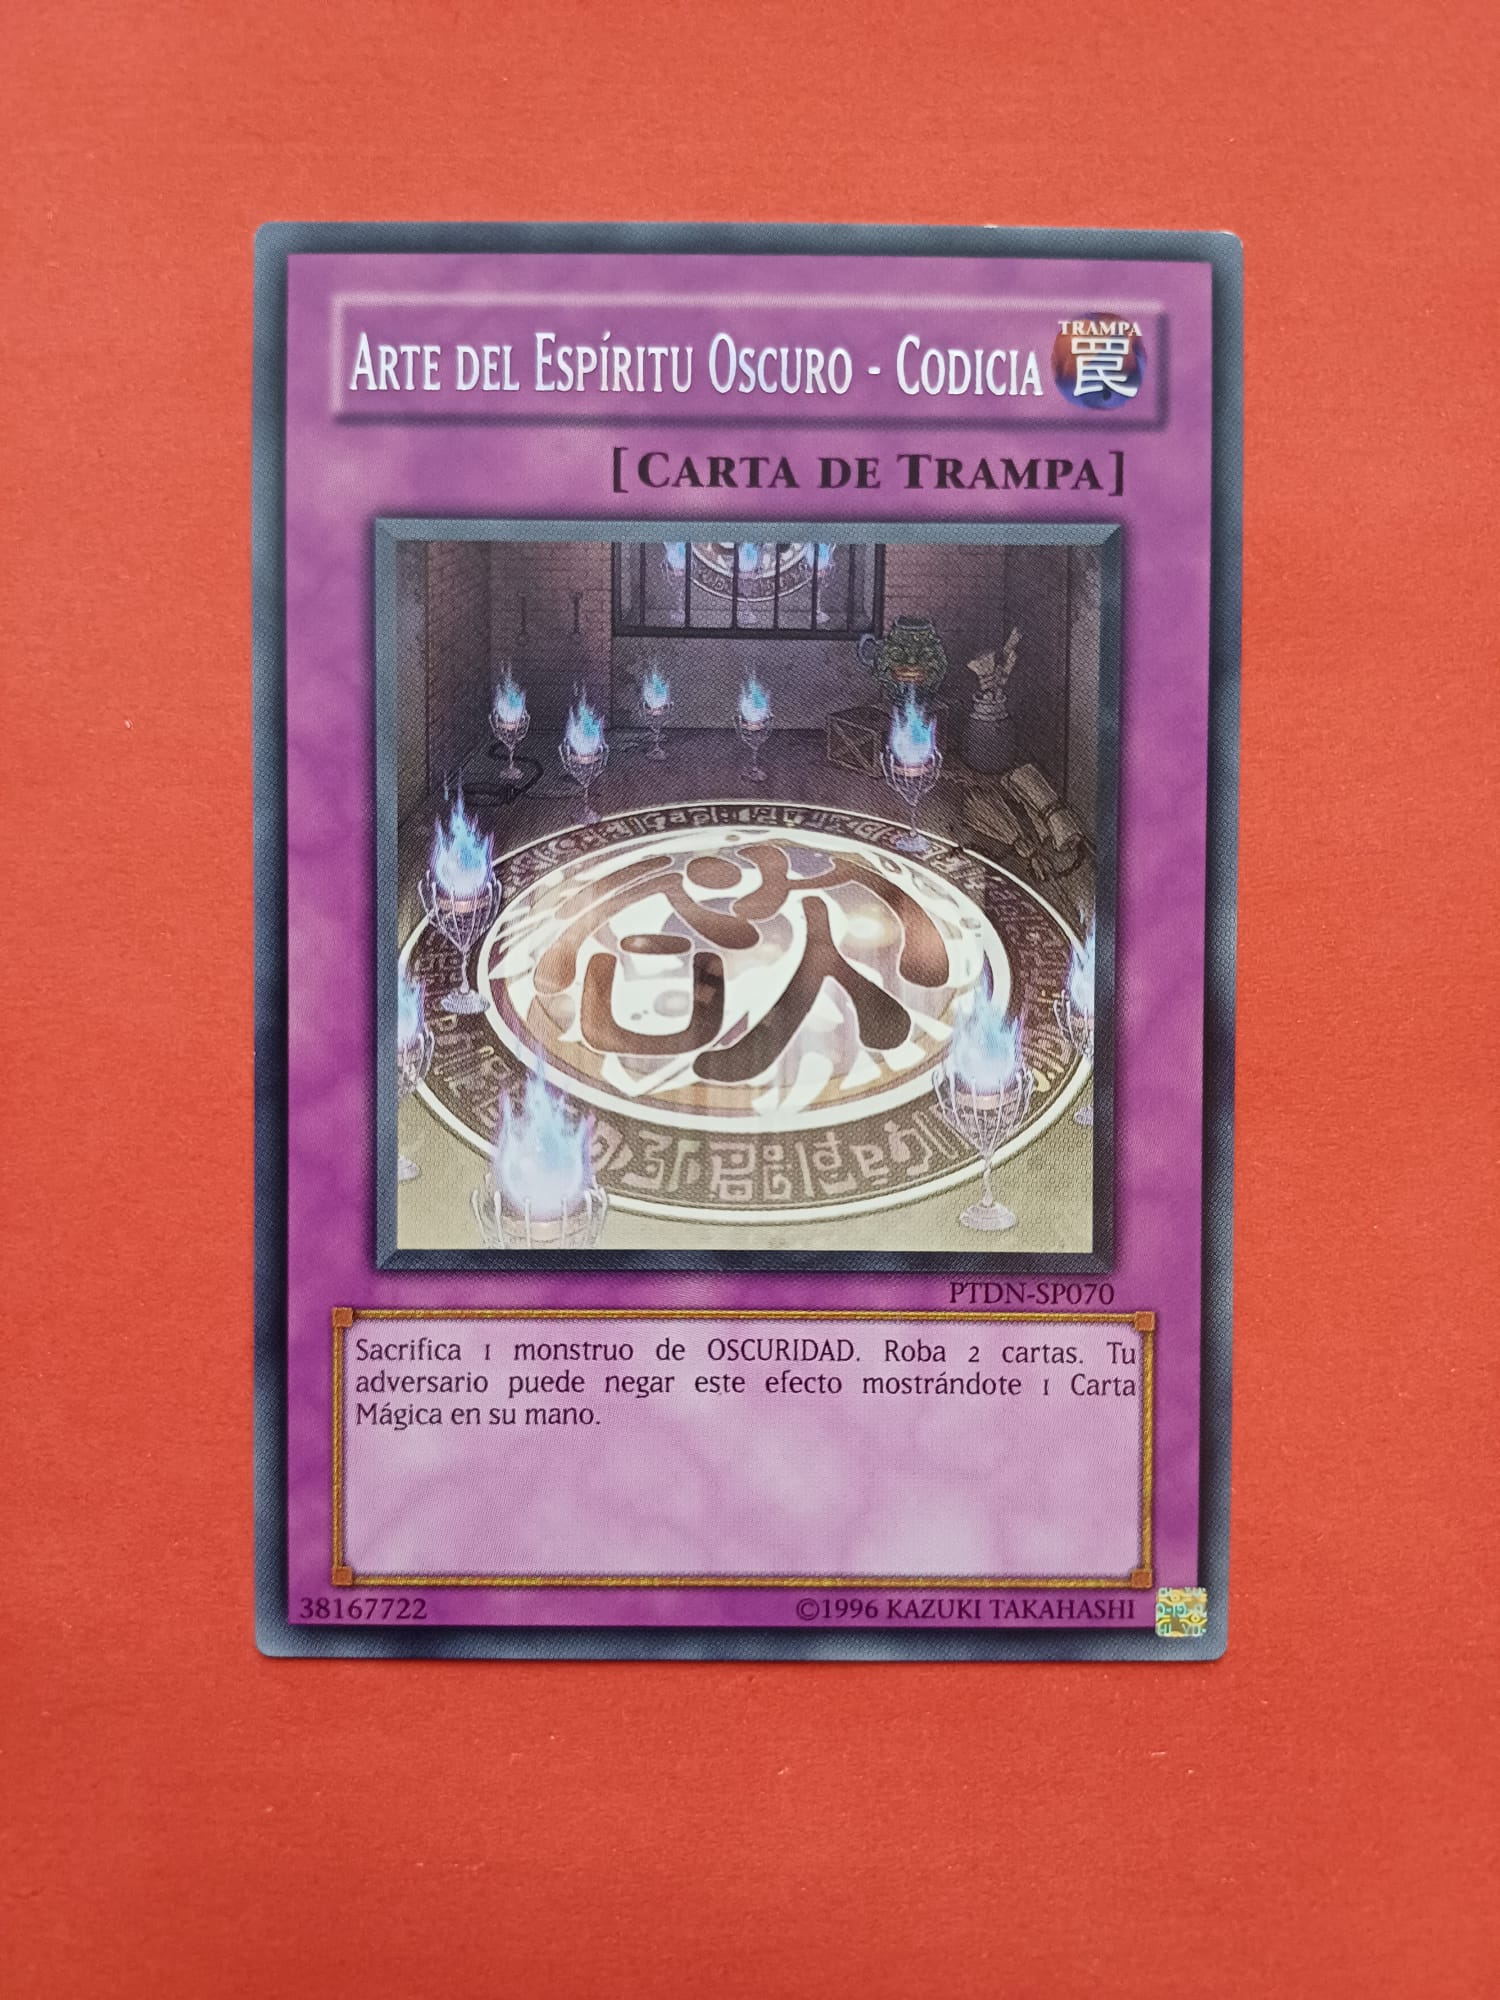 ARTE DEL ESPÍRITU OSCURO - CODICIA
TRAMPA
罠
[CARTA DE TRAMPA]
欲
PTDN-SP070
Sacrifica 1 monstruo de OSCURIDAD. Roba 2 cartas. Tu
adversario puede negar este efecto mostrándote 1 Carta
Mágica en su mano.
38167722
©1996 KAZUKI TAKAHASHI